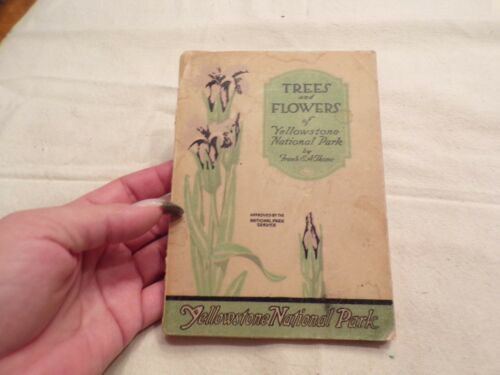 TREES
and
FLOWERS
of
Yellowstone
National Park
by
Frank E.A. Thone
APPROVED BY THE
NATIONAL PARK
SERVICE
Yellowstone National Park